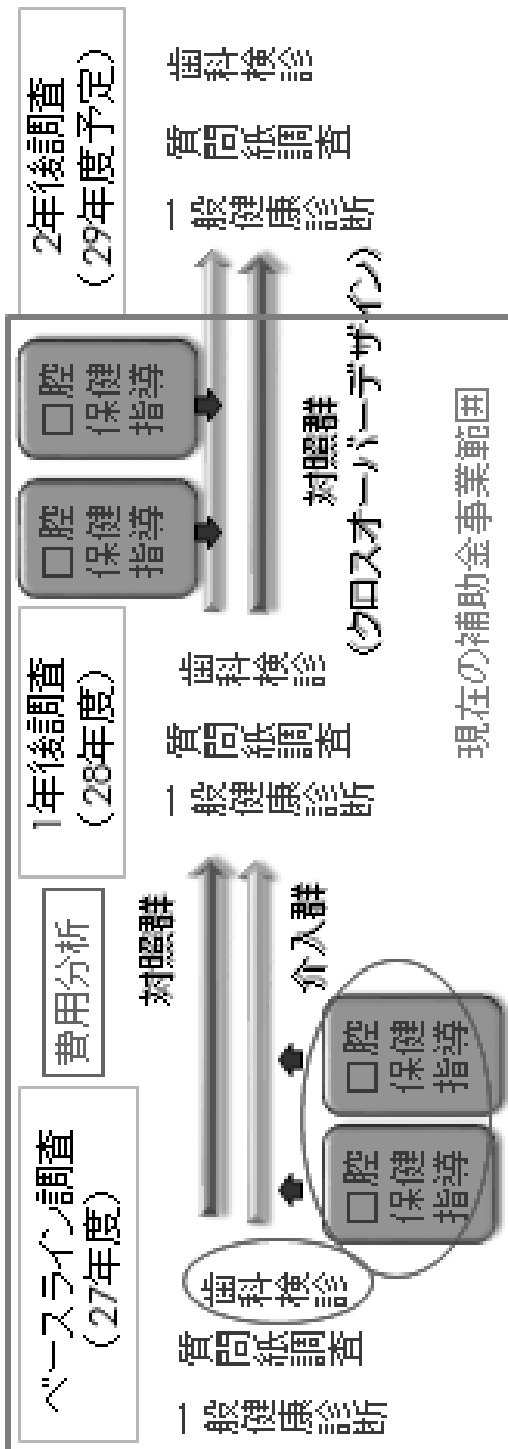 ベースライン調査
（27年度）
費用分析
1年後調査
（28年度）
2年後調査
（29年度予定）
口腔
保健
指導
口腔
保健
指導
対照群
介入群
口腔
保健
指導
口腔
保健
指導
歯科検診
質問紙調査
1般健康診断
歯科検診
質問紙調査
1般健康診断
対照群
（クロスオーバーデザイン）
歯科検診
質問紙調査
1般健康診断
現在の補助金事業範囲